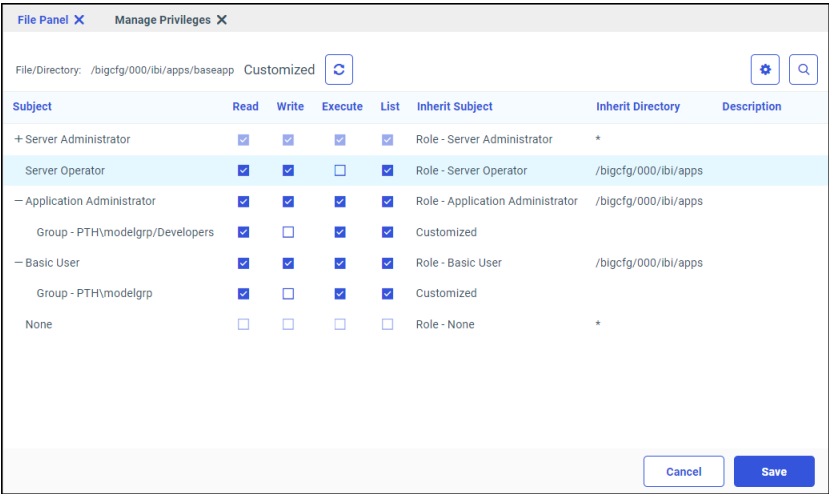 File Panel X Manage Privileges X
File/Directory: /bigcfg/000/ibi/apps/baseapp Customized
Subject Read Write Execute List Inherit Subject Inherit Directory Description
+ Server Administrator Role - Server Administrator *
Server Operator Role - Server Operator /bigcfg/000/ibi/apps
− Application Administrator Role - Application Administrator /bigcfg/000/ibi/apps
Group - PTH\modelgrp/Developers Customized
− Basic User Role - Basic User /bigcfg/000/ibi/apps
Group - PTH\modelgrp Customized
None Role - None *
Cancel Save